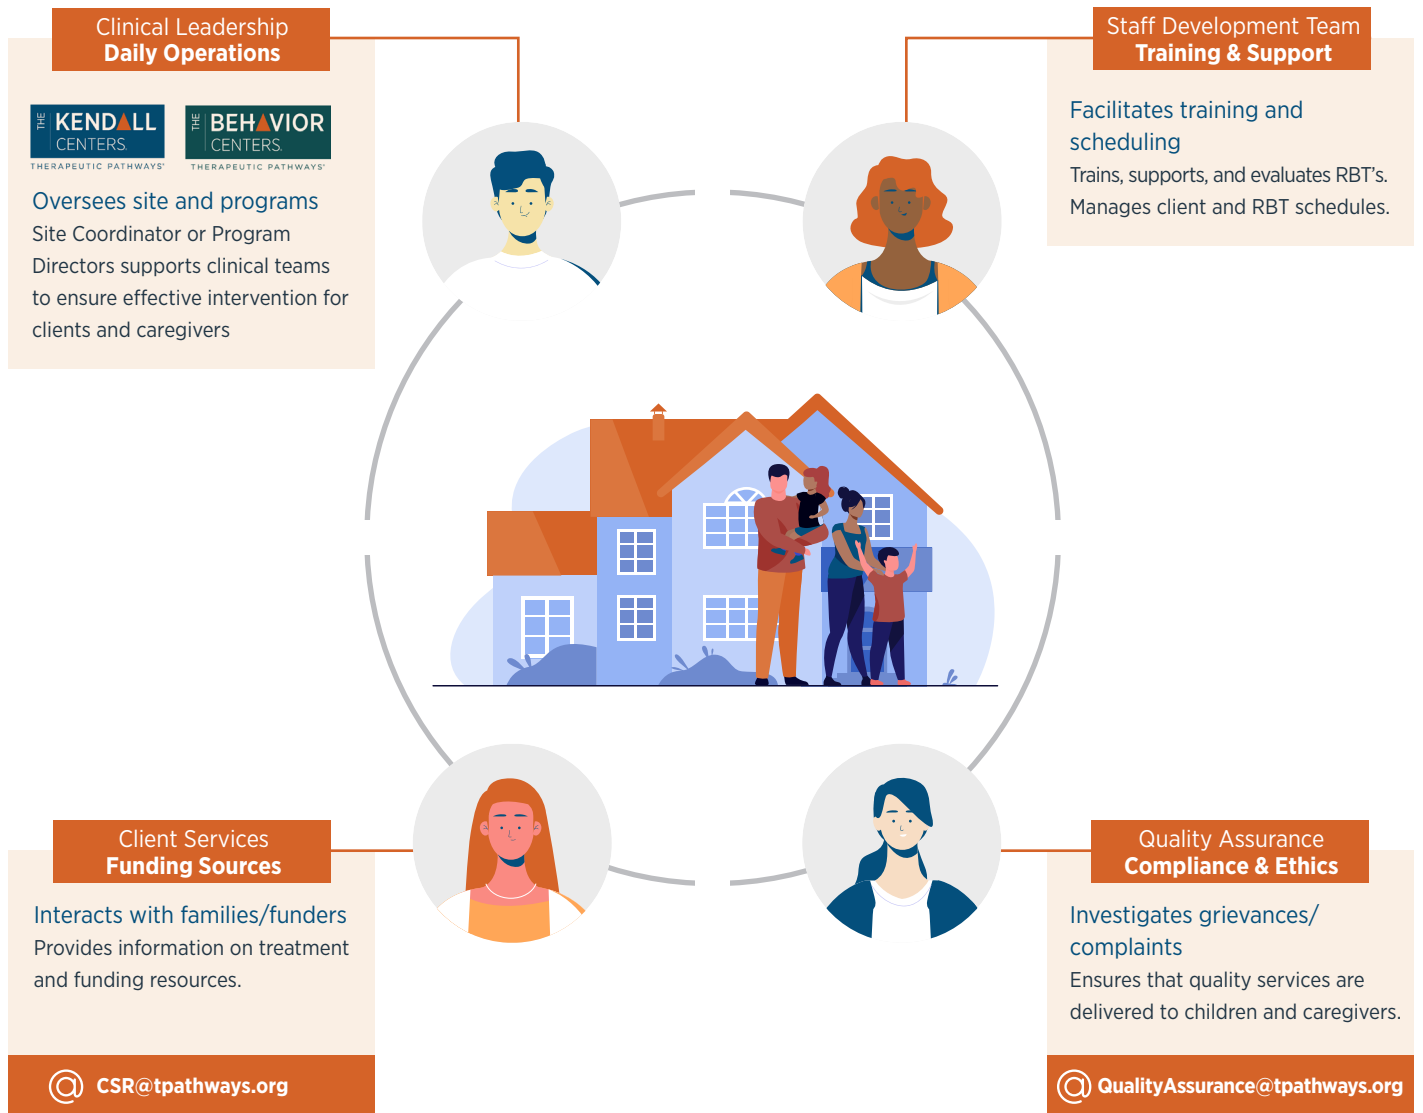 Clinical Leadership
Daily Operations
THE KENDALL
CENTERS.
THERAPEUTIC PATHWAYS®
THE BEHAVIOR
CENTERS.
THERAPEUTIC PATHWAYS®
Oversees site and programs
Site Coordinator or Program
Directors supports clinical teams
to ensure effective intervention for
clients and caregivers
Staff Development Team
Training & Support
Facilitates training and
scheduling
Trains, supports, and evaluates RBT's.
Manages client and RBT schedules.
Client Services
Funding Sources
Interacts with families/funders
Provides information on treatment
and funding resources.
@ CSR@tpathways.org
Quality Assurance
Compliance & Ethics
Investigates grievances/
complaints
Ensures that quality services are
delivered to children and caregivers.
@ QualityAssurance@tpathways.org